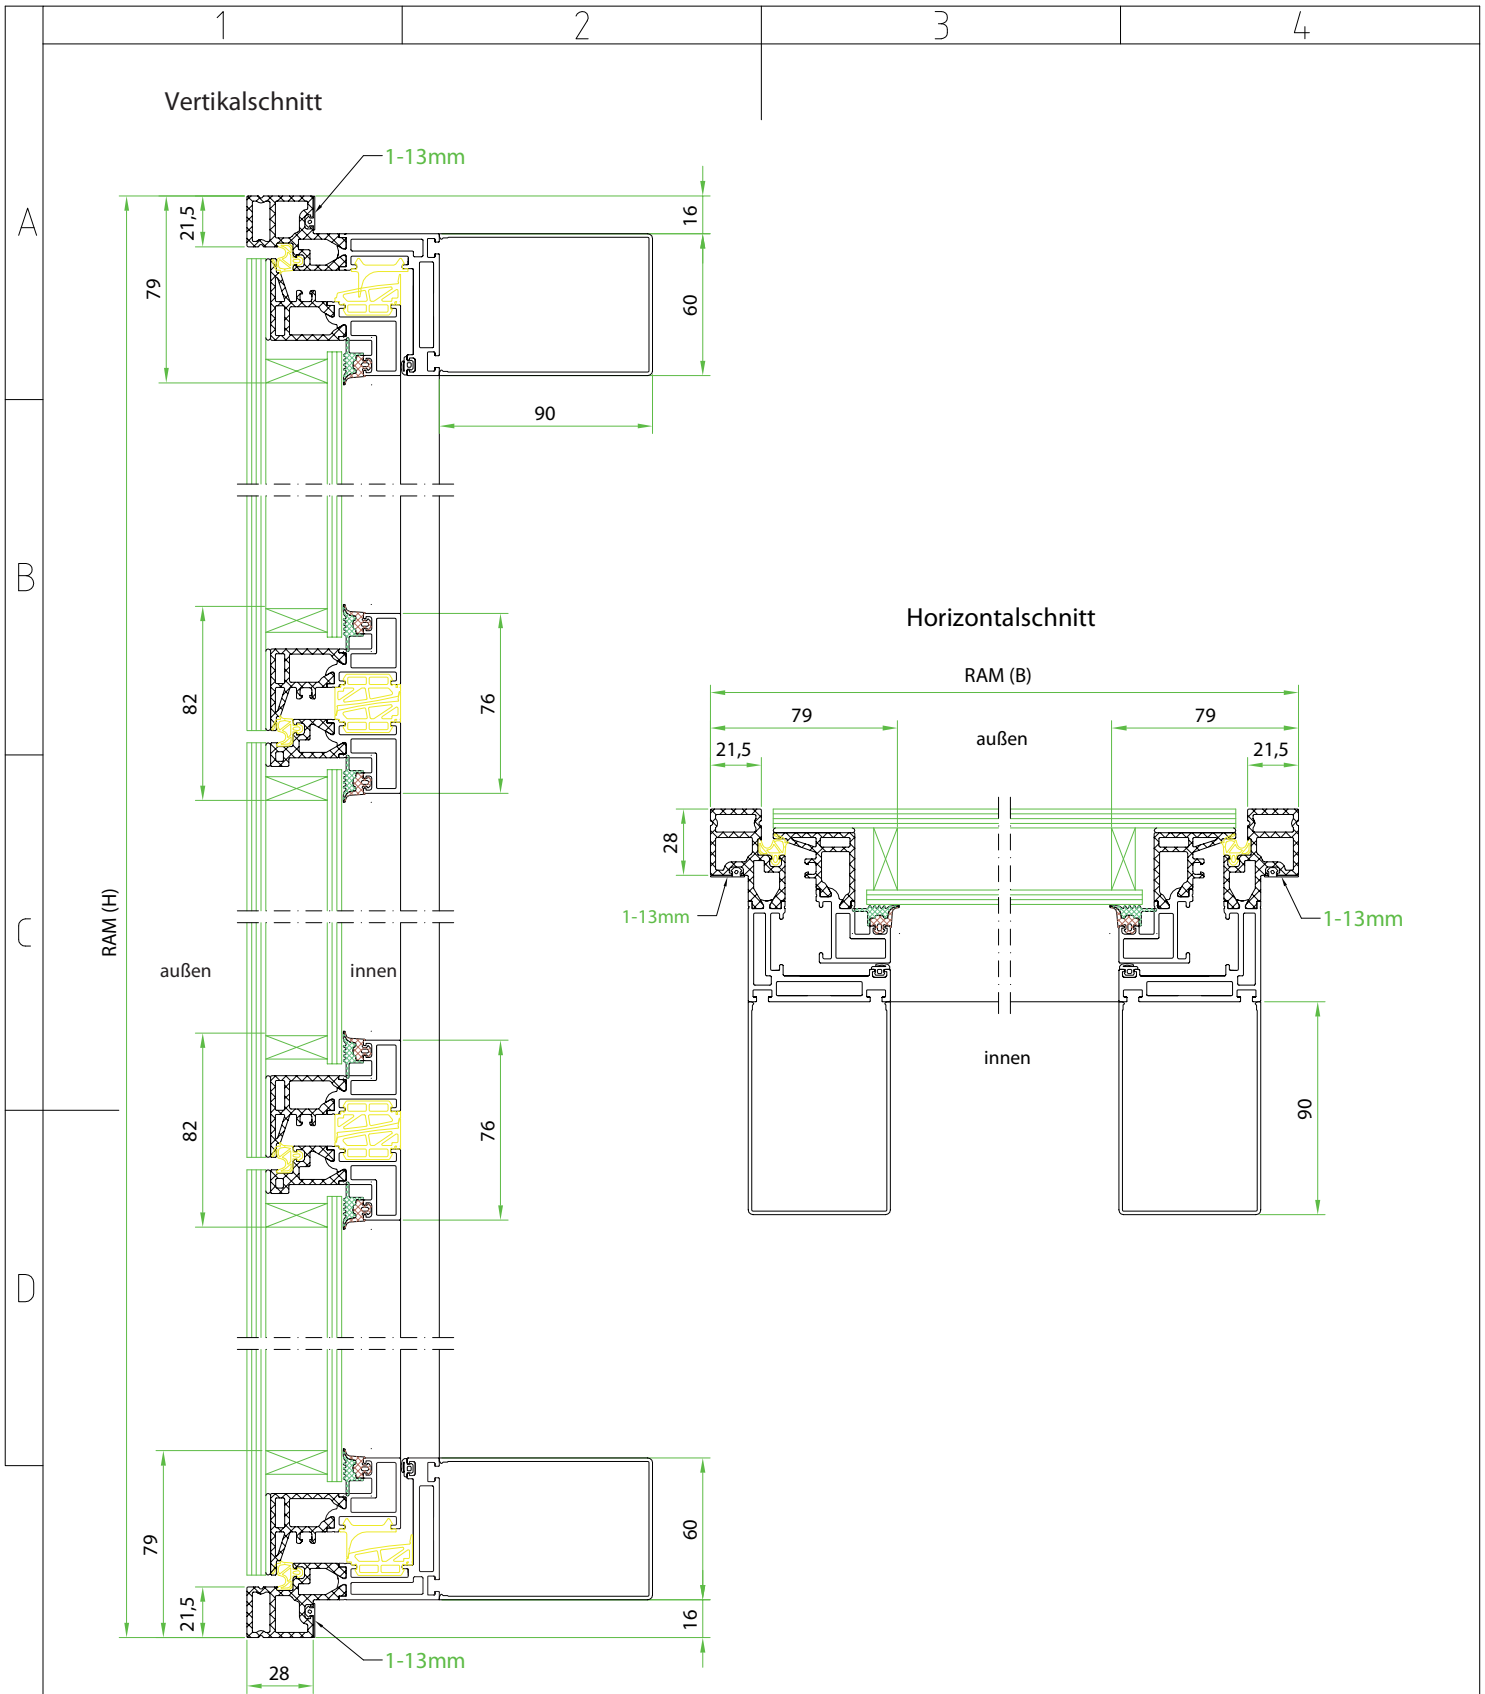 1 2 3 4
Vertikalschnitt
1-13mm
A
21,5
16
79
60
90
B
Horizontalschnitt
82
76
RAM (B)
79
79
außen
21,5
21,5
28
RAM (H)
C
1-13mm
1-13mm
außen
innen
innen
90
82
76
D
79
60
21,5
16
1-13mm
28